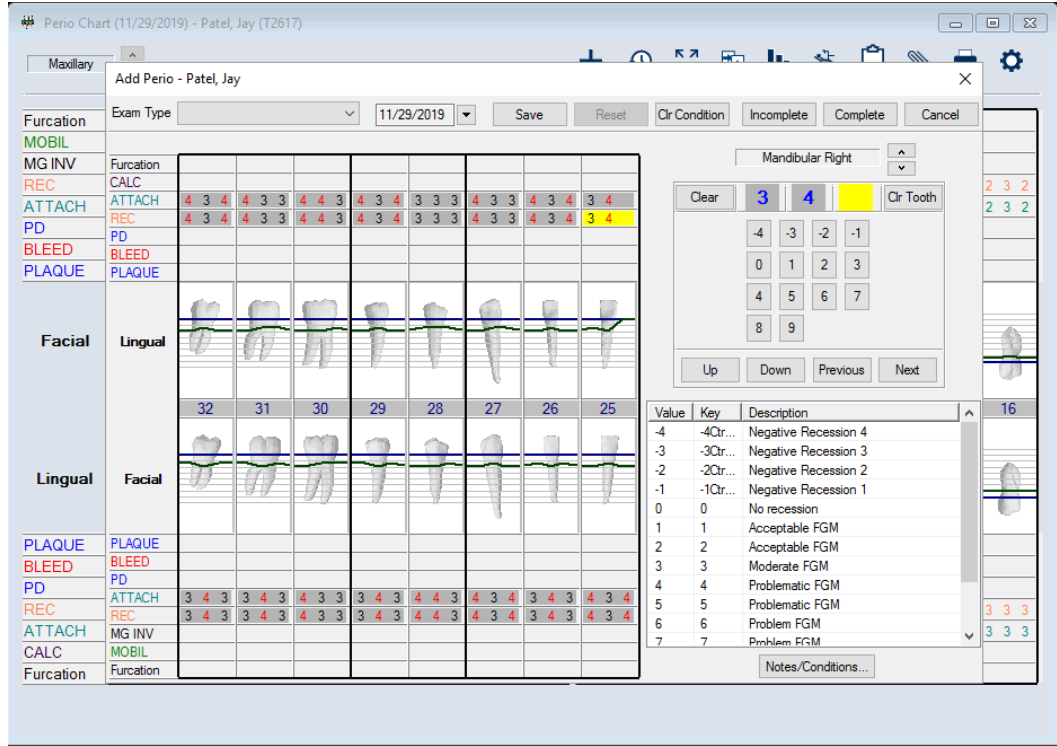 Perio Chart (11/29/2019) - Patel, Jay (T2617)
Maxillary
Add Perio - Patel, Jay
Exam Type 11/29/2019 Save Reset Clr Condition Incomplete Complete Cancel
Furcation
MOBIL
MG INV
REC
ATTACH
PD
BLEED
PLAQUE
Facial
Lingual
PLAQUE
BLEED
PD
REC
ATTACH
CALC
Furcation
Furcation
CALC
ATTACH 4 3 4 4 3 3 4 4 3 4 3 4 3 3 3 4 3 3 4 3 4 3 4
REC 4 3 4 4 3 3 4 4 3 4 3 4 3 3 3 4 3 3 4 3 4 3 4
PD
BLEED
PLAQUE
Lingual
32 31 30 29 28 27 26 25
Facial
PLAQUE
BLEED
PD
ATTACH 3 4 3 3 4 3 4 3 3 3 4 3 4 4 3 4 3 4 3 4 3 4 3 4
REC 3 4 3 3 4 3 4 3 3 3 4 3 4 4 3 4 3 4 3 4 3 4 3 4
MG INV
MOBIL
Furcation
Mandibular Right
Clear 3 4 Clr Tooth
-4 -3 -2 -1
0 1 2 3
4 5 6 7
8 9
Up Down Previous Next
Value Key Description
-4 -4Ctr... Negative Recession 4
-3 -3Ctr... Negative Recession 3
-2 -2Ctr... Negative Recession 2
-1 -1Ctr... Negative Recession 1
0 0 No recession
1 1 Acceptable FGM
2 2 Acceptable FGM
3 3 Moderate FGM
4 4 Problematic FGM
5 5 Problematic FGM
6 6 Problem FGM
7 7 Problem FGM
Notes/Conditions...
2 3 2
2 3 2
16
3 3 3
3 3 3